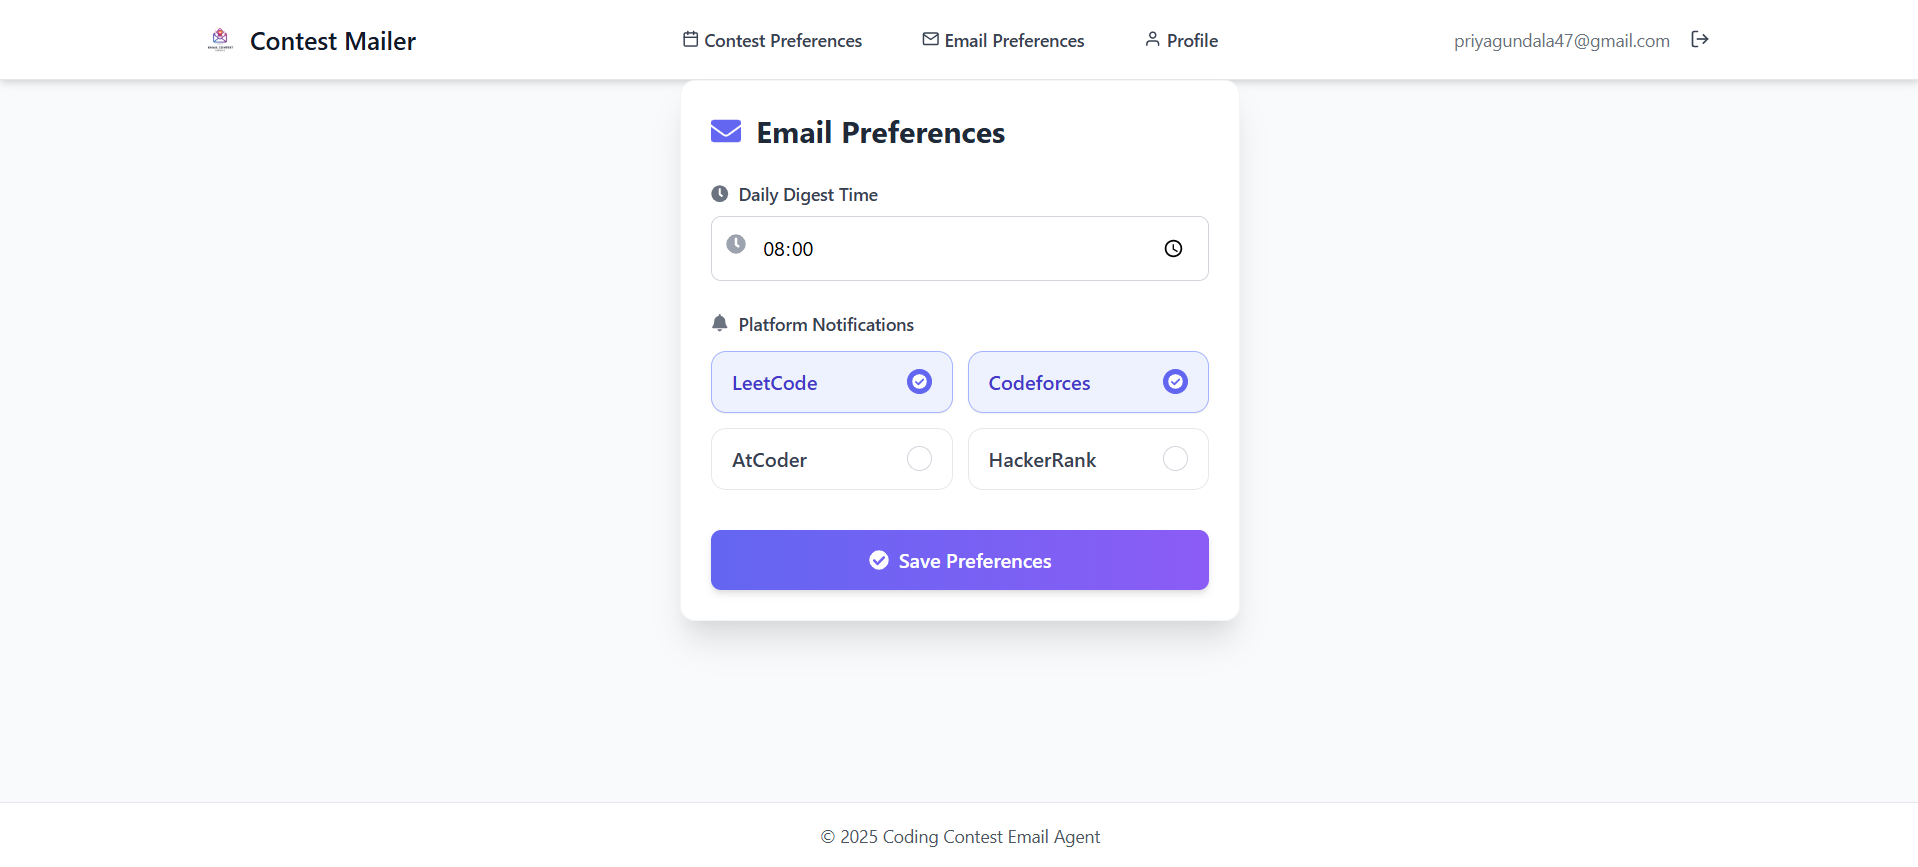 Contest Mailer
Contest Preferences
Email Preferences
Profile
priyagundala47@gmail.com
Email Preferences
Daily Digest Time
08:00
Platform Notifications
LeetCode
Codeforces
AtCoder
HackerRank
Save Preferences
© 2025 Coding Contest Email Agent